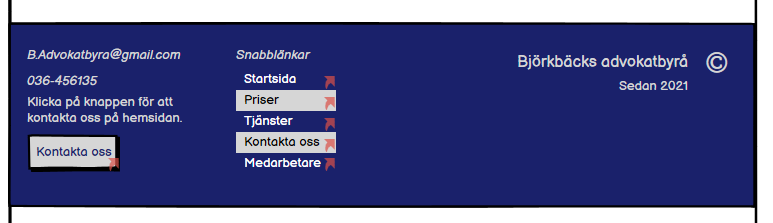 B.Advokatbyra@gmail.com
036-456135
Klicka på knappen för att
kontakta oss på hemsidan.
Kontakta oss
Snabblänkar
Startsida
Priser
Tjänster
Kontakta oss
Medarbetare
Björkbäcks advokatbyrå ©
Sedan 2021